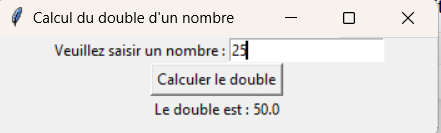 Calcul du double d'un nombre
Veuillez saisir un nombre : 25
Calculer le double
Le double est : 50.0